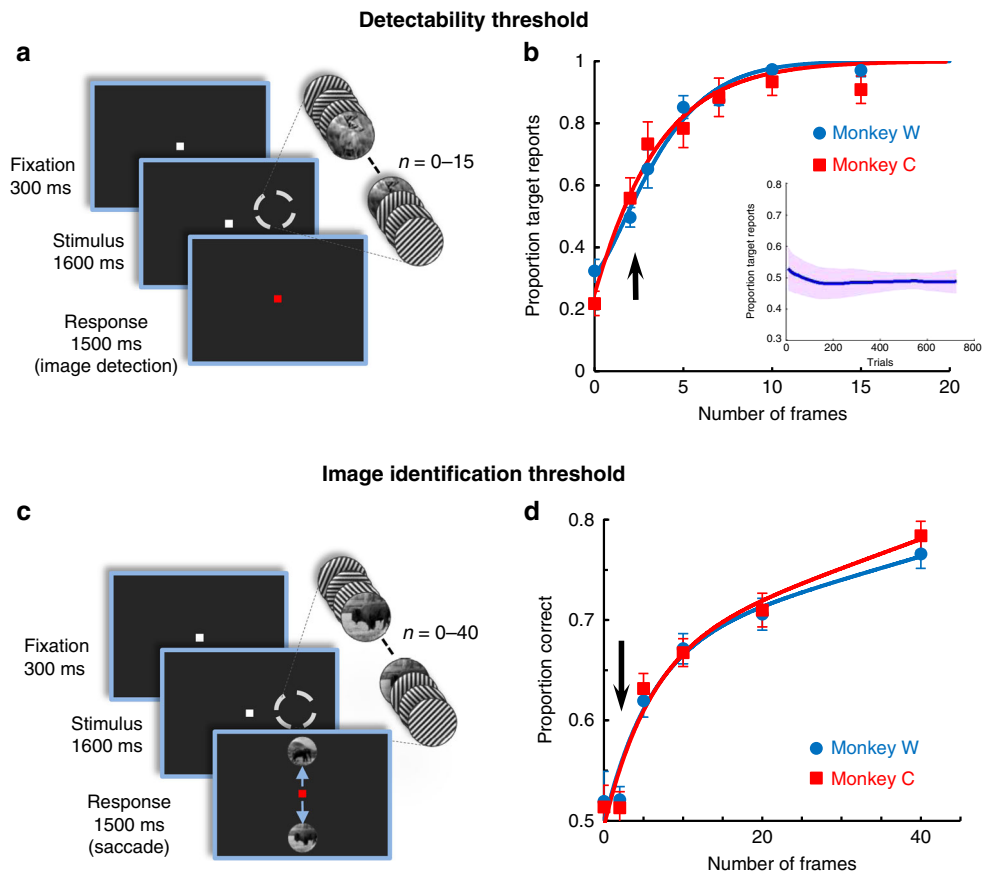 Detectability threshold
a
Fixation
300 ms
Stimulus
1600 ms
Response
1500 ms
(image detection)
n = 0–15
b
Proportion target reports
1
0.8
0.6
0.4
0.2
1
0
5
10
15
20
Number of frames
Monkey W
Monkey C
Proportion target reports
0.8
0.7
0.6
0.5
0.4
0.3
0
200
400
600
800
Trials
Image identification threshold
c
Fixation
300 ms
Stimulus
1600 ms
Response
1500 ms
(saccade)
n = 0–40
d
Proportion correct
0.8
0.7
0.6
0.5
0
20
40
Number of frames
Monkey W
Monkey C